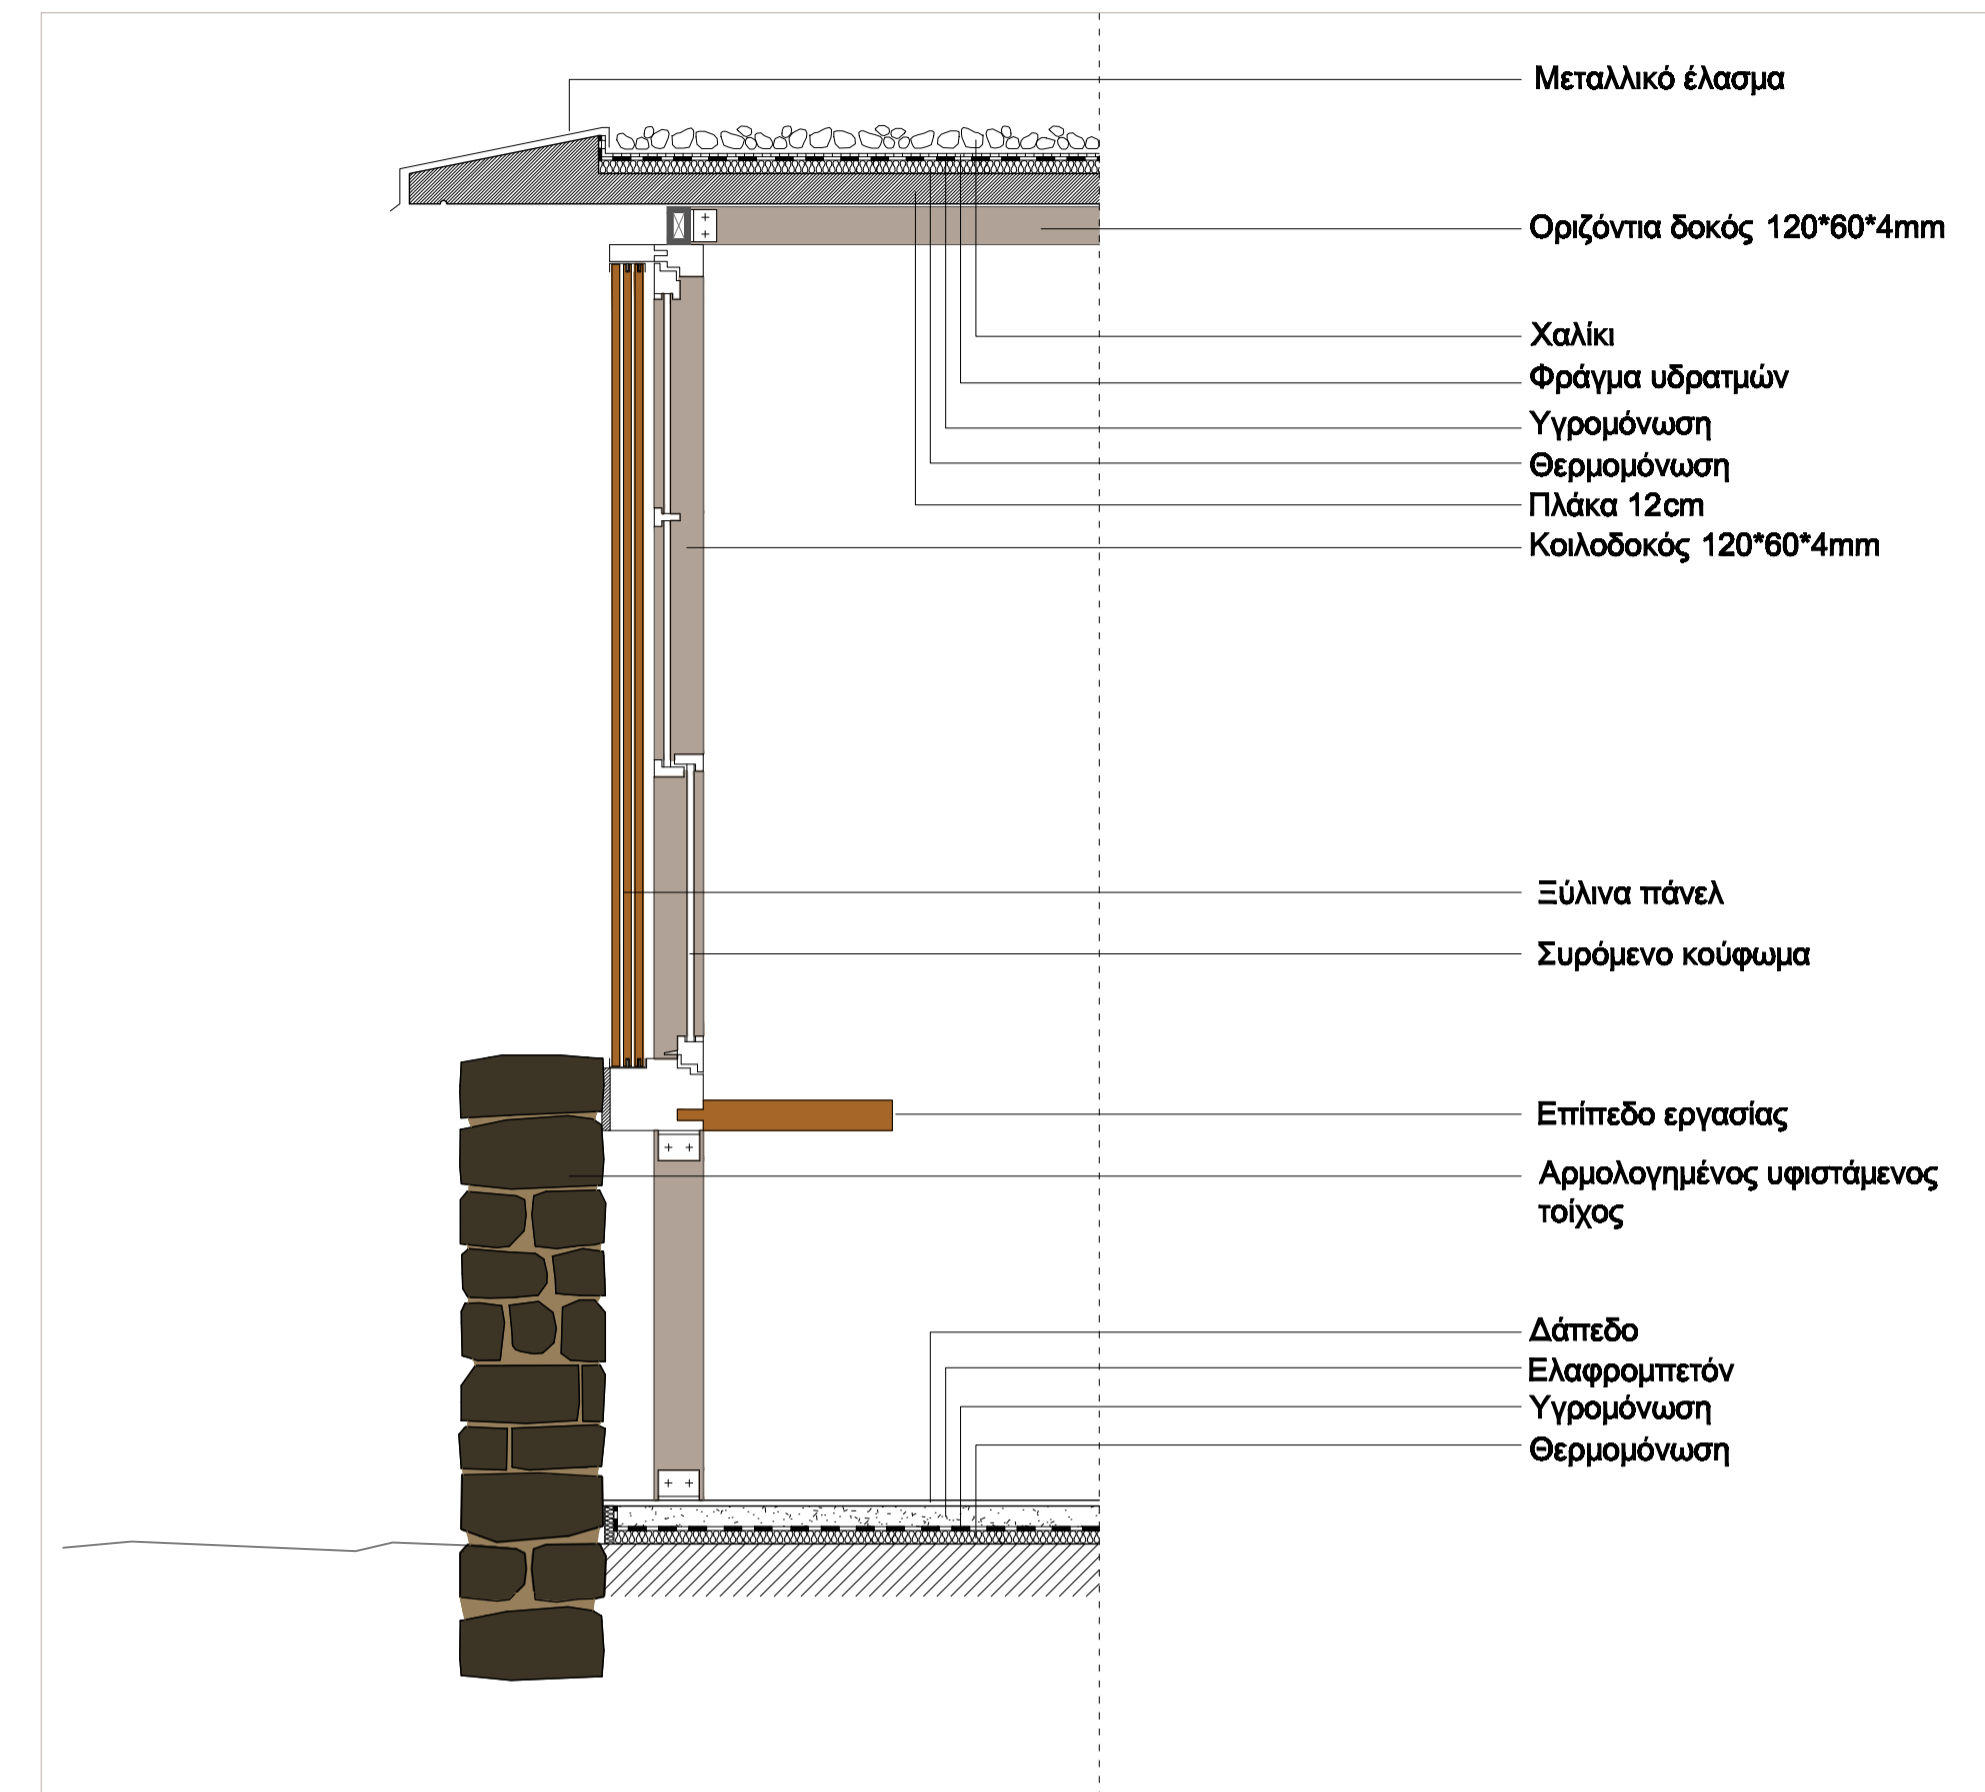 Μεταλλικό έλασμα
Οριζόντια δοκός 120*60*4mm
Χαλίκι
Φράγμα υδρατμών
Υγρομόνωση
Θερμομόνωση
Πλάκα 12cm
Κοιλοδοκός 120*60*4mm
Ξύλινα πάνελ
Συρόμενο κούφωμα
Επίπεδο εργασίας
Αρμολογημένος υφιστάμενος
τοίχος
Δάπεδο
Ελαφρομπετόν
Υγρομόνωση
Θερμομόνωση